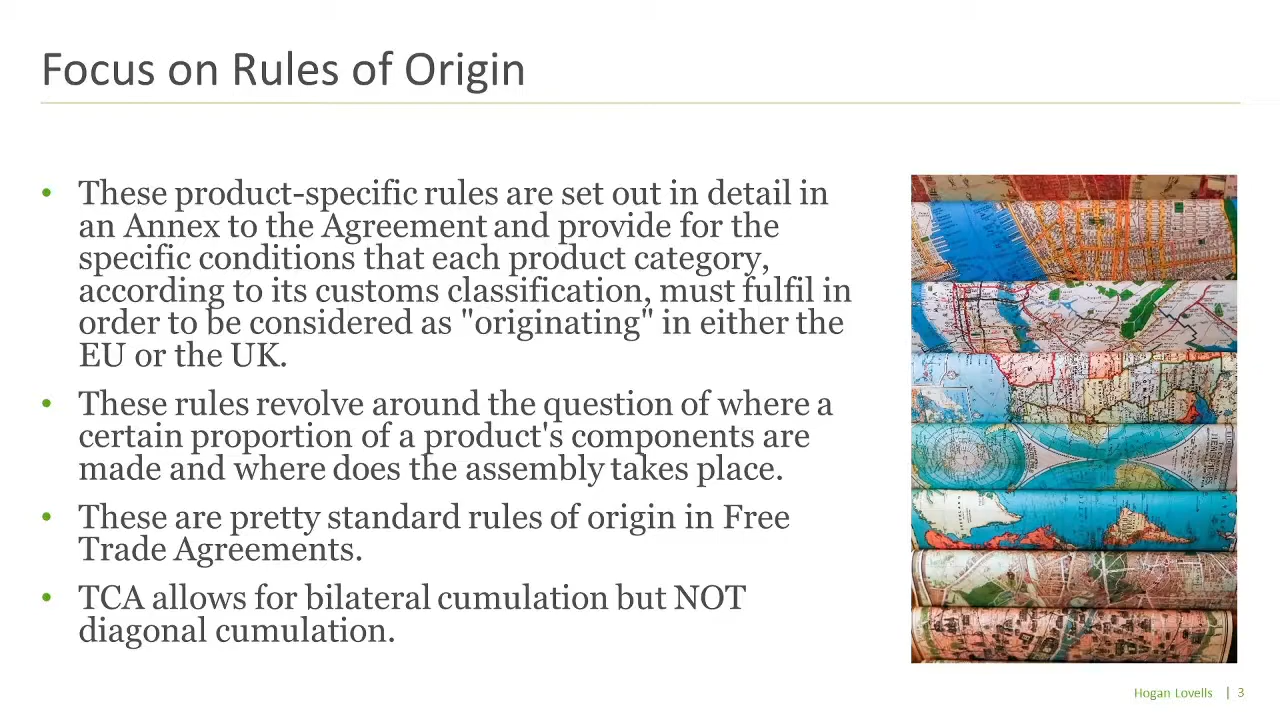 Focus on Rules of Origin
• These product-specific rules are set out in detail in
an Annex to the Agreement and provide for the
specific conditions that each product category,
according to its customs classification, must fulfil in
order to be considered as "originating" in either the
EU or the UK.
• These rules revolve around the question of where a
certain proportion of a product's components are
made and where does the assembly takes place.
• These are pretty standard rules of origin in Free
Trade Agreements.
• TCA allows for bilateral cumulation but NOT
diagonal cumulation.
Hogan Lovells | 3